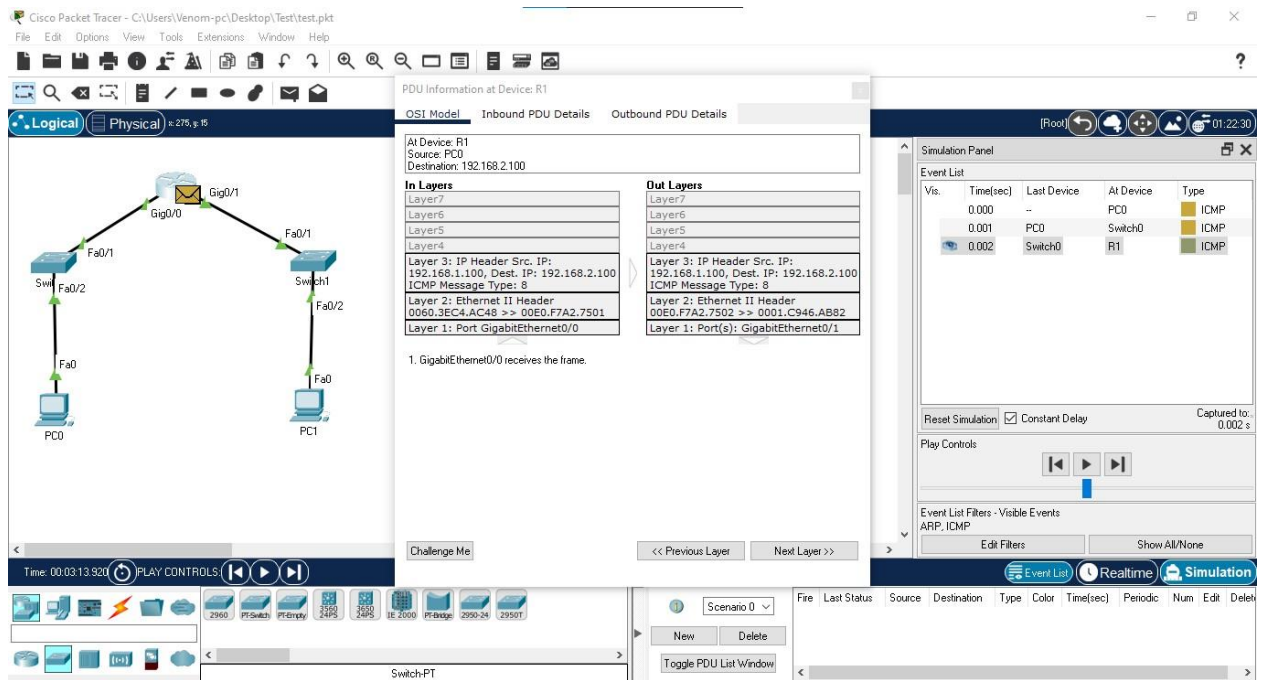 Cisco Packet Tracer - C:\Users\Venom-pc\Desktop\Test\test.pkt
File Edit Options View Tools Extensions Window Help
?
Logical Physical x: 275, y: 15
[Root] 01:22:30
PDU Information at Device: R1
OSI Model Inbound PDU Details Outbound PDU Details
At Device: R1
Source: PC0
Destination: 192.168.2.100
In Layers
Layer7
Layer6
Layer5
Layer4
Layer 3: IP Header Src. IP:
192.168.1.100, Dest. IP: 192.168.2.100
ICMP Message Type: 8
Layer 2: Ethernet II Header
0060.3EC4.AC48 >> 00E0.F7A2.7501
Layer 1: Port GigabitEthernet0/0
Out Layers
Layer7
Layer6
Layer5
Layer4
Layer 3: IP Header Src. IP:
192.168.1.100, Dest. IP: 192.168.2.100
ICMP Message Type: 8
Layer 2: Ethernet II Header
00E0.F7A2.7502 >> 0001.C946.AB82
Layer 1: Port(s): GigabitEthernet0/1
1. GigabitEthernet0/0 receives the frame.
Challenge Me << Previous Layer Next Layer >>
Gig0/1
Gig0/0
Fa0/1
Fa0/1
Swit
Fa0/2
Switch1
Fa0/2
Fa0
Fa0
PC0
PC1
Simulation Panel
Event List
Vis. Time(sec) Last Device At Device Type
0.000 -- PC0 ICMP
0.001 PC0 Switch0 ICMP
0.002 Switch0 R1 ICMP
Reset Simulation Constant Delay Captured to:
0.002 s
Play Controls
Event List Filters - Visible Events
ARP, ICMP
Edit Filters Show All/None
Time: 00:03:13.920 PLAY CONTROLS: Event List Realtime Simulation
2960 PT-Switch PT-Empty 3560 24PS 3650 24PS IE 2000 PT-Bridge 2950-24 2950T
Switch-PT
Scenario 0
New Delete
Toggle PDU List Window
Fire Last Status Source Destination Type Color Time(sec) Periodic Num Edit Delet